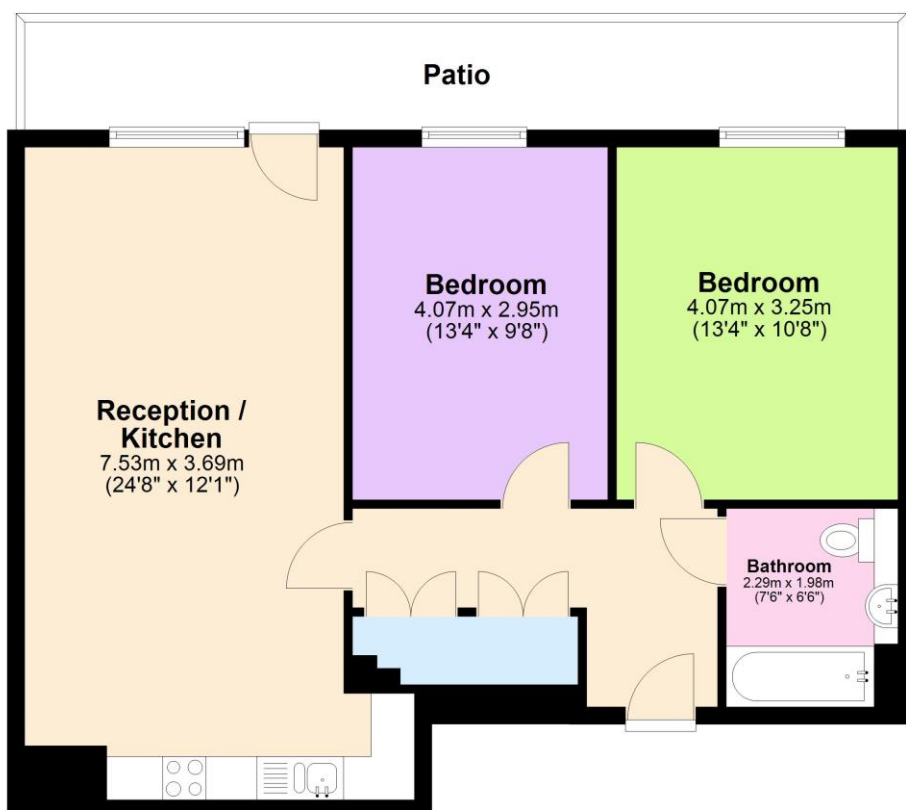 Patio
Bedroom
4.07m x 2.95m
(13'4" x 9'8")
Bedroom
4.07m x 3.25m
(13'4" x 10'8")
Reception /
Kitchen
7.53m x 3.69m
(24'8" x 12'1")
Bathroom
2.29m x 1.98m
(7'6" x 6'6")